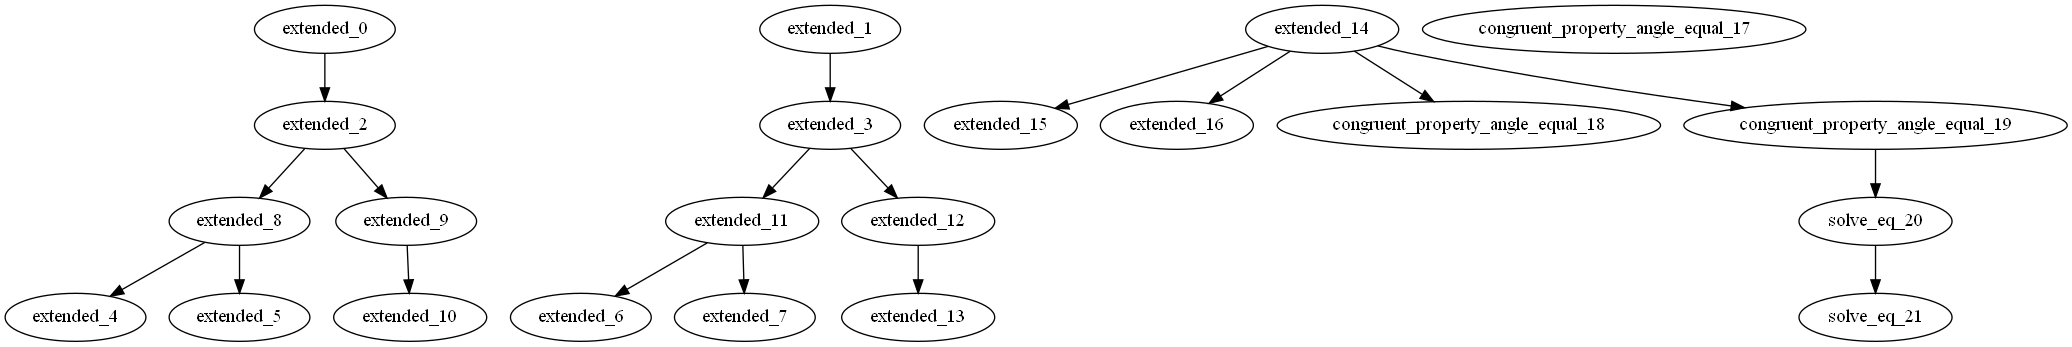 extended_0
extended_1
extended_14
congruent_property_angle_equal_17
extended_2
extended_3
extended_15
extended_16
congruent_property_angle_equal_18
congruent_property_angle_equal_19
extended_8
extended_9
extended_11
extended_12
solve_eq_20
extended_4
extended_5
extended_10
extended_6
extended_7
extended_13
solve_eq_21